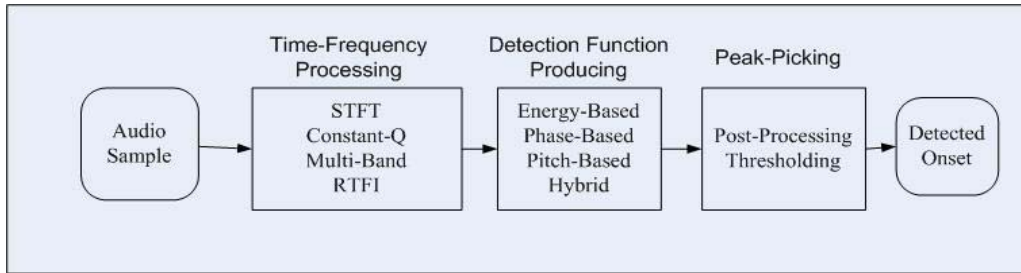 Time-Frequency
Processing
Detection Function
Producing
Peak-Picking
Audio
Sample
STFT
Constant-Q
Multi-Band
RTFI
Energy-Based
Phase-Based
Pitch-Based
Hybrid
Post-Processing
Thresholding
Detected
Onset